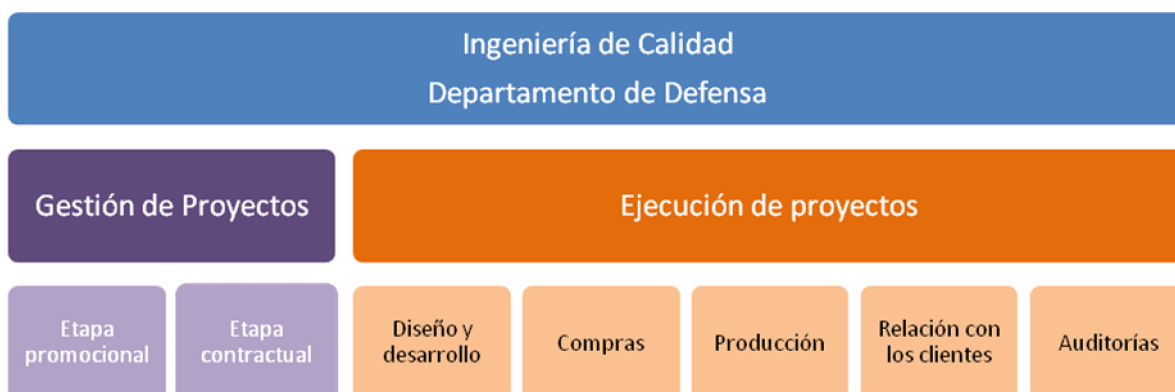 Ingeniería de Calidad
Departamento de Defensa
Gestión de Proyectos
Ejecución de proyectos
Etapa
promocional
Etapa
contractual
Diseño y
desarrollo
Compras
Producción
Relación con
los clientes
Auditorías